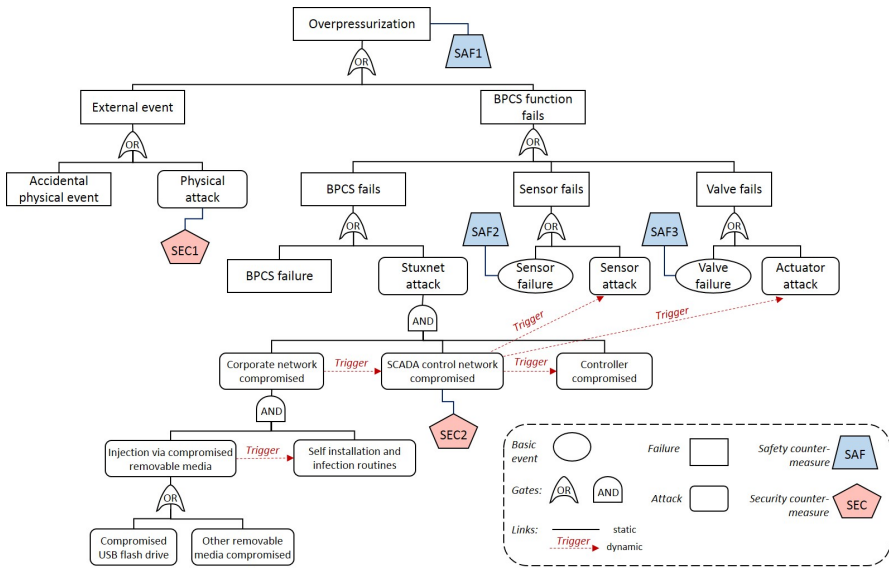 Overpressurization
SAF1
OR
External event
BPCS function
fails
OR
OR
Accidental
physical event
Physical
attack
BPCS fails
Sensor fails
Valve fails
SEC1
OR
SAF2
OR
SAF3
OR
BPCS failure
Stuxnet
attack
Sensor
failure
Sensor
attack
Valve
failure
Actuator
attack
AND
Trigger
Trigger
Corporate network
compromised
Trigger
SCADA control network
compromised
Trigger
Controller
compromised
AND
SEC2
Injection via compromised
removable media
Trigger
Self installation and
infection routines
OR
Compromised
USB flash drive
Other removable
media compromised
Basic
event
Failure
Safety counter-
measure
SAF
Gates:
OR
AND
Attack
Security counter-
measure
SEC
Links:
static
Trigger
dynamic